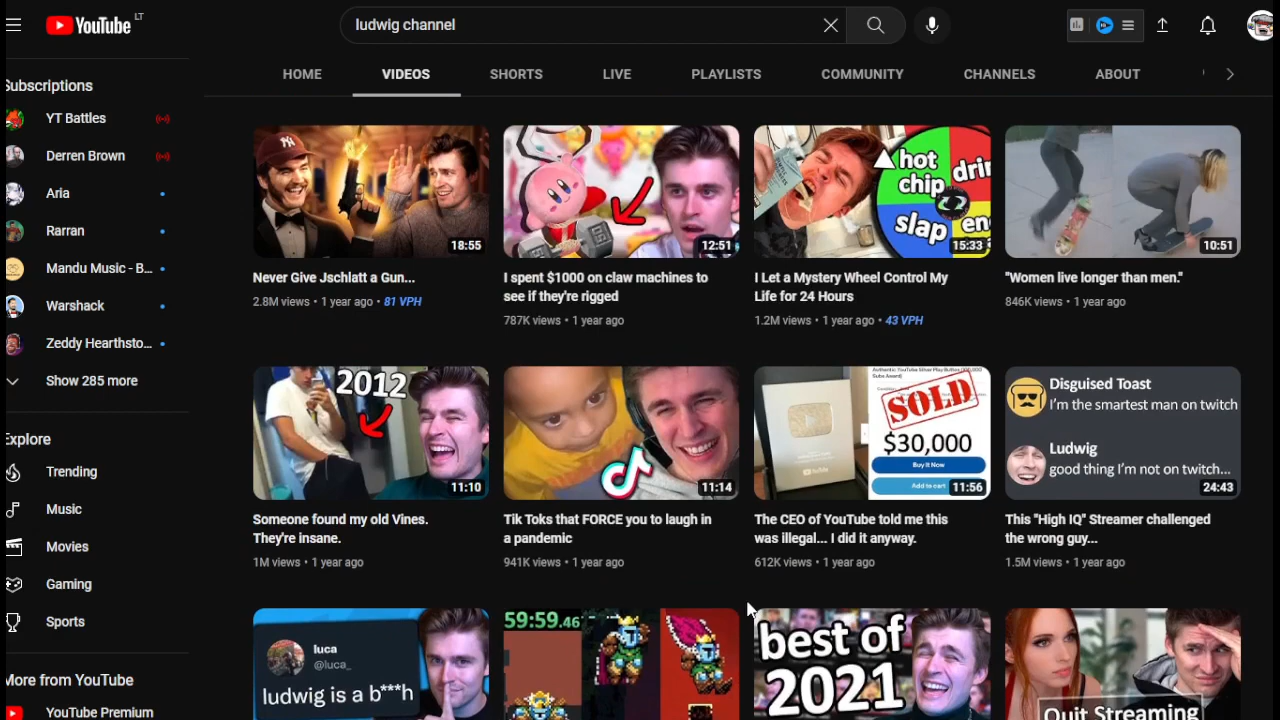 YouTube LT
ludwig channel
HOME VIDEOS SHORTS LIVE PLAYLISTS COMMUNITY CHANNELS ABOUT
Subscriptions
YT Battles
Derren Brown
Aria
Rarran
Mandu Music - B...
Warshack
Zeddy Hearthsto...
Show 285 more
Explore
Trending
Music
Movies
Gaming
Sports
More from YouTube
YouTube Premium
18:55
Never Give Jschlatt a Gun...
2.8M views • 1 year ago • 81 VPH
12:51
I spent $1000 on claw machines to
see if they're rigged
787K views • 1 year ago
hot
chip
drin
slap
en
15:33
I Let a Mystery Wheel Control My
Life for 24 Hours
1.2M views • 1 year ago • 43 VPH
10:51
"Women live longer than men."
846K views • 1 year ago
2012
11:10
Someone found my old Vines.
They're insane.
1M views • 1 year ago
11:14
Tik Toks that FORCE you to laugh in
a pandemic
941K views • 1 year ago
SOLD
$30,000
Buy It Now
Add to cart
11:56
The CEO of YouTube told me this
was illegal... I did it anyway.
612K views • 1 year ago
Disguised Toast
I'm the smartest man on twitch
Ludwig
good thing I'm not on twitch...
24:43
This "High IQ" Streamer challenged
the wrong guy...
1.5M views • 1 year ago
luca
@luca_
ludwig is a b***h
59:59.46
best of
2021
Quit Streaming